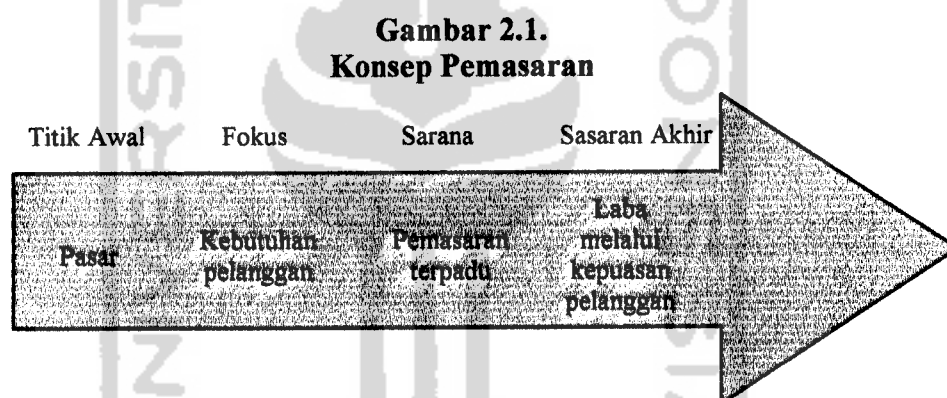 Gambar 2.1.
Konsep Pemasaran
Titik Awal Fokus Sarana Sasaran Akhir
Pasar
Kebutuhan
pelanggan
Pemasaran
terpadu
Laba
melalui
kepuasan
pelanggan